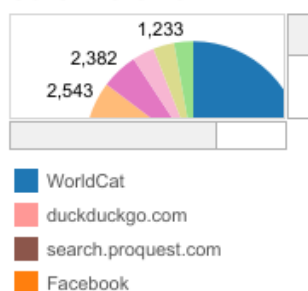 1,233
2,382
2,543
WorldCat
duckduckgo.com
search.proquest.com
Facebook